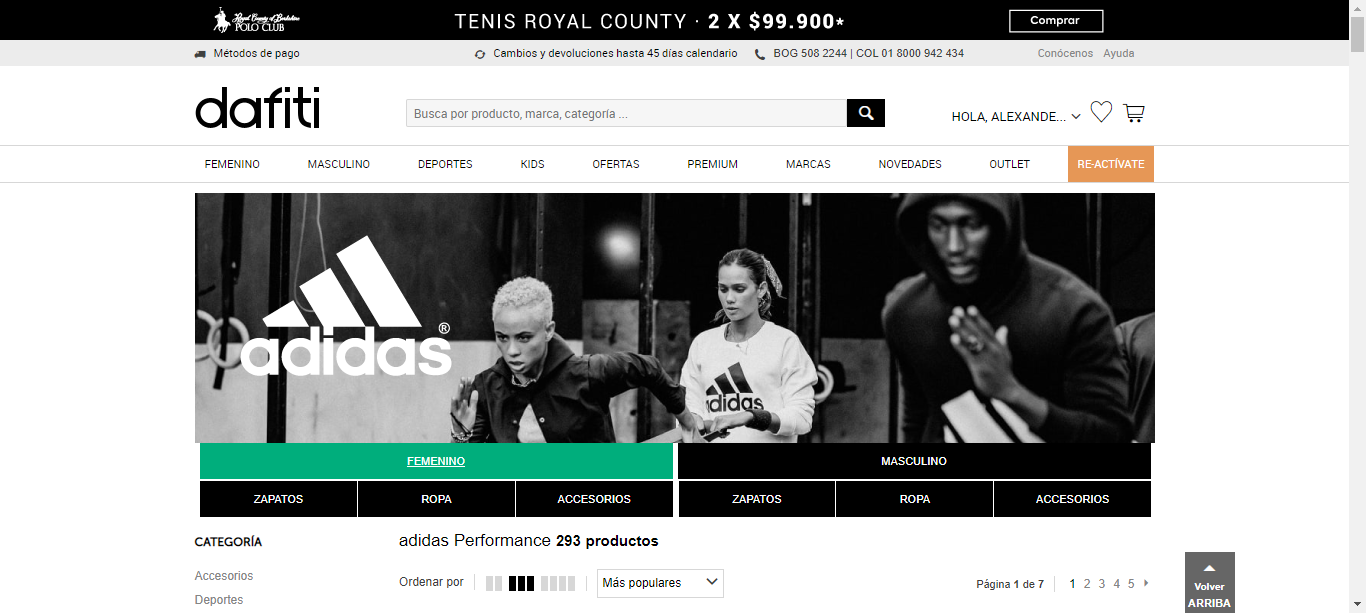 Royal County of Berkshire
POLO CLUB
TENIS ROYAL COUNTY · 2 X $99.900*
Comprar
Métodos de pago
Cambios y devoluciones hasta 45 días calendario
BOG 508 2244 | COL 01 8000 942 434
Conócenos Ayuda
dafiti
Busca por producto, marca, categoría ...
HOLA, ALEXANDE...
FEMENINO MASCULINO DEPORTES KIDS OFERTAS PREMIUM MARCAS NOVEDADES OUTLET RE-ACTÍVATE
adidas®
adidas
FEMENINO MASCULINO
ZAPATOS ROPA ACCESORIOS ZAPATOS ROPA ACCESORIOS
CATEGORÍA
adidas Performance 293 productos
Accesorios
Ordenar por Más populares Página 1 de 7 1 2 3 4 5
Deportes
Volver
ARRIBA